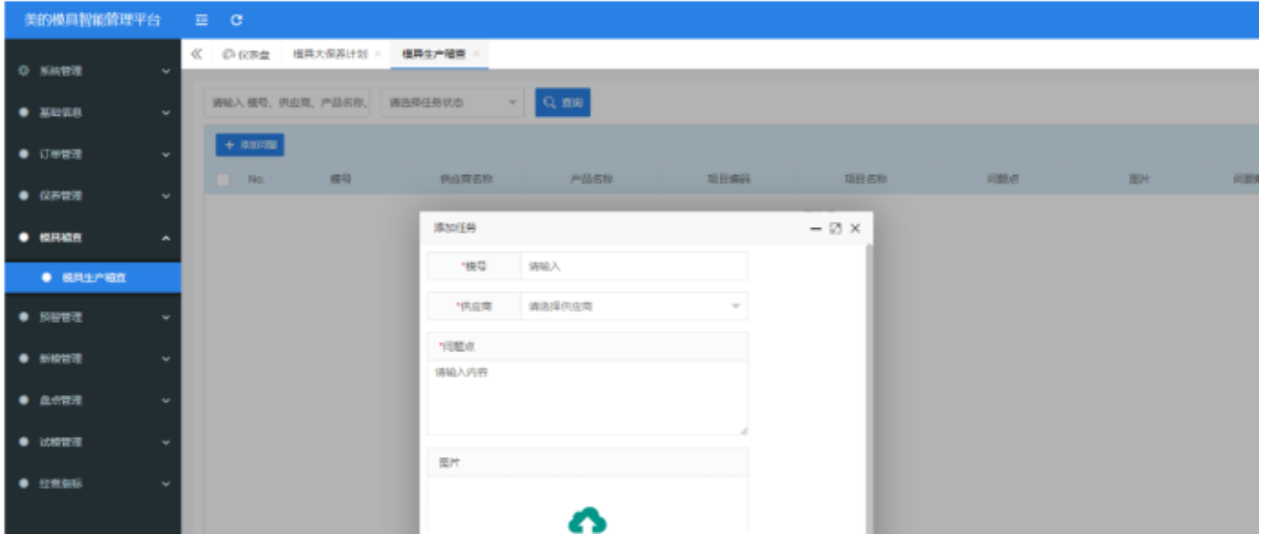 美的模具智能管理平台
仪表盘 模具大保养计划 × 模具生产稽查 ×
系统管理
基础信息
订单管理
保养管理
模具稽查
模具生产稽查
预警管理
新模管理
盘点管理
试模管理
经营指标
请输入 模号、供应商、产品名称、 请选择任务状态 查询
+ 添加问题
No. 模号 供应商名称 产品名称 项目编码 项目名称 问题点 图片
添加任务
*模号 请输入
*供应商 请选择供应商
*问题点
请输入内容
图片